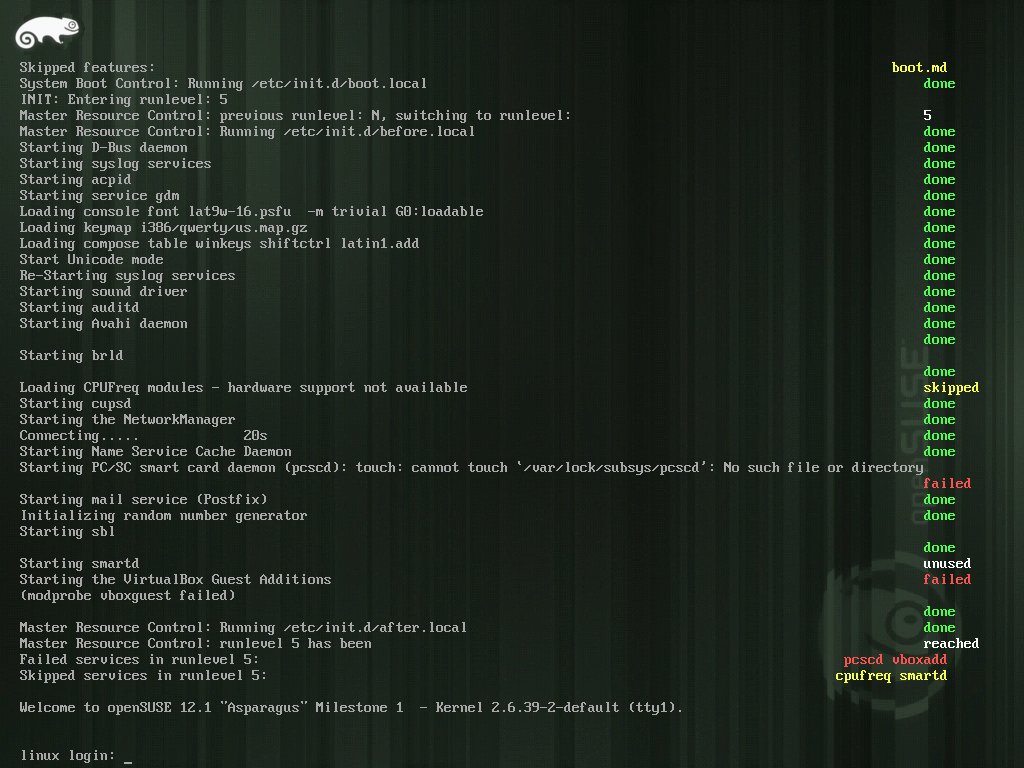 Skipped features: boot.md
System Boot Control: Running /etc/init.d/boot.local done
INIT: Entering runlevel: 5
Master Resource Control: previous runlevel: N, switching to runlevel: 5
Master Resource Control: Running /etc/init.d/before.local done
Starting D-Bus daemon done
Starting syslog services done
Starting acpid done
Starting service gdm done
Loading console font lat9w-16.psfu  -m trivial G0:loadable done
Loading keymap i386/qwerty/us.map.gz done
Loading compose table winkeys shiftctrl latin1.add done
Start Unicode mode done
Re-Starting syslog services done
Starting sound driver done
Starting auditd done
Starting Avahi daemon done
done
Starting brld
done
Loading CPUFreq modules - hardware support not available skipped
Starting cupsd done
Starting the NetworkManager done
Connecting..... 20s done
Starting Name Service Cache Daemon done
Starting PC/SC smart card daemon (pcscd): touch: cannot touch `/var/lock/subsys/pcscd': No such file or directory
failed
Starting mail service (Postfix) done
Initializing random number generator done
Starting sbl
done
Starting smartd unused
Starting the VirtualBox Guest Additions failed
(modprobe vboxguest failed)
done
Master Resource Control: Running /etc/init.d/after.local done
Master Resource Control: runlevel 5 has been reached
Failed services in runlevel 5: pcscd vboxadd
Skipped services in runlevel 5: cpufreq smartd
Welcome to openSUSE 12.1 "Asparagus" Milestone 1  - Kernel 2.6.39-2-default (tty1).
linux login: _
openSUSE